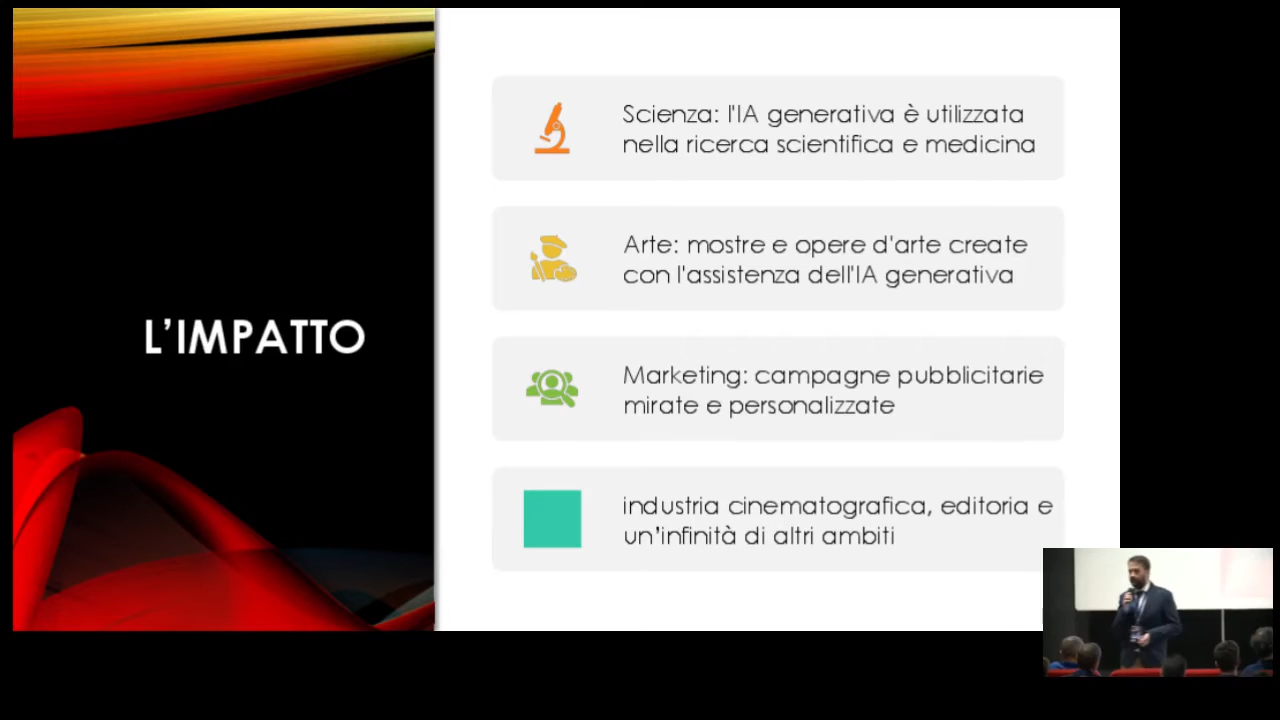 L’IMPATTO
Scienza: l'IA generativa è utilizzata
nella ricerca scientifica e medicina
Arte: mostre e opere d'arte create
con l'assistenza dell'IA generativa
Marketing: campagne pubblicitarie
mirate e personalizzate
industria cinematografica, editoria e
un’infinità di altri ambiti